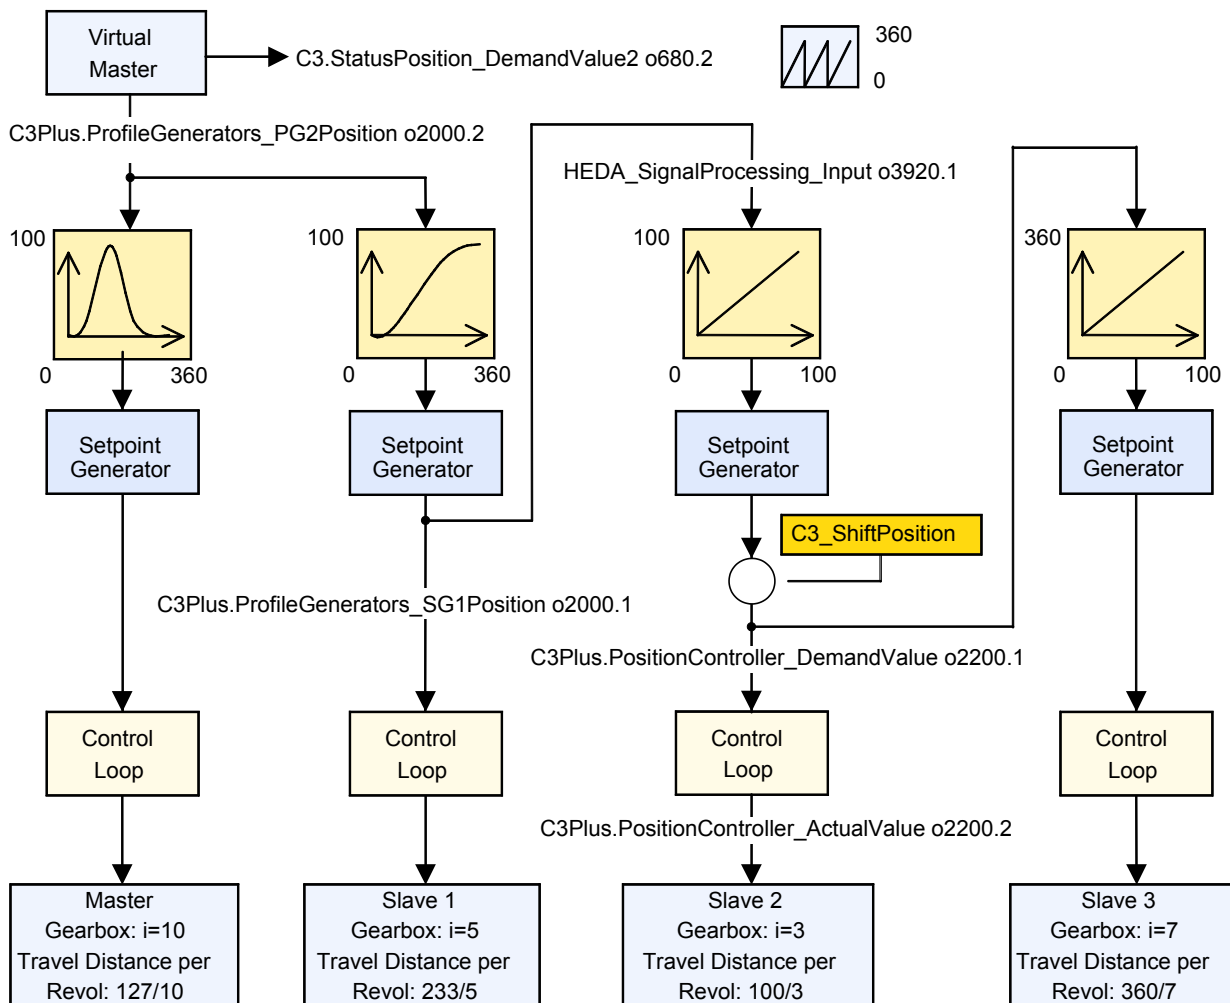 Virtual
Master
C3.StatusPosition_DemandValue2 o680.2
360
0
C3Plus.ProfileGenerators_PG2Position o2000.2
HEDA_SignalProcessing_Input o3920.1
100
0
360
100
0
360
100
0
100
360
0
100
Setpoint
Generator
Setpoint
Generator
Setpoint
Generator
Setpoint
Generator
C3_ShiftPosition
C3Plus.ProfileGenerators_SG1Position o2000.1
C3Plus.PositionController_DemandValue o2200.1
Control
Loop
Control
Loop
Control
Loop
Control
Loop
C3Plus.PositionController_ActualValue o2200.2
Master
Gearbox: i=10
Travel Distance per
Revol: 127/10
Slave 1
Gearbox: i=5
Travel Distance per
Revol: 233/5
Slave 2
Gearbox: i=3
Travel Distance per
Revol: 100/3
Slave 3
Gearbox: i=7
Travel Distance per
Revol: 360/7